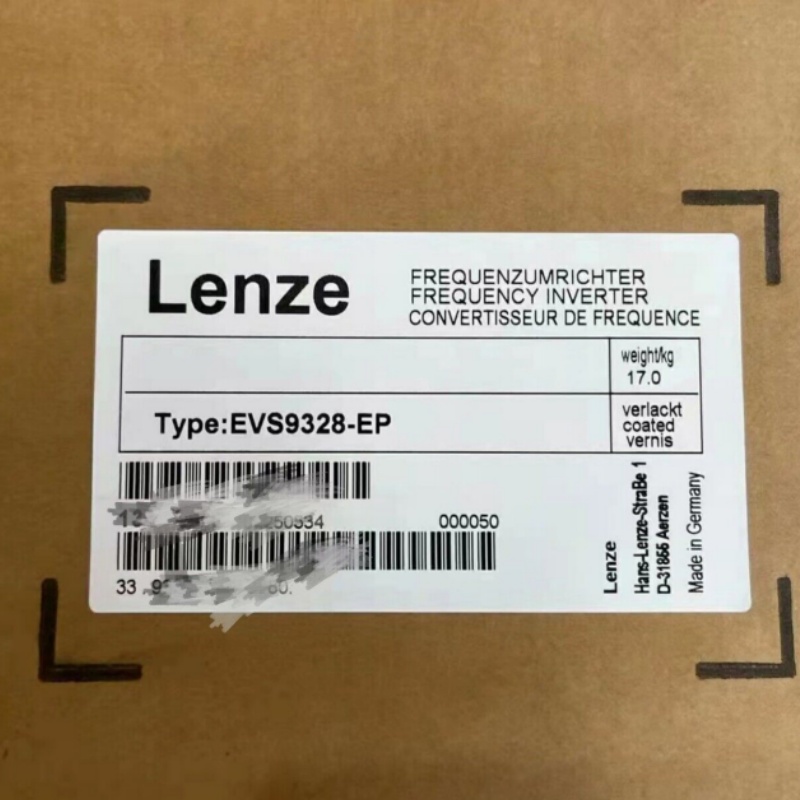 Lenze
FREQUENZUMRICHTER
FREQUENCY INVERTER
CONVERTISSEUR DE FREQUENCE
weight/kg
17.0
Type:EVS9328-EP
verlackt
coated
vernis
000050
33
Lenze
Hans-Lenze-Straße 1
D-31855 Aerzen
Made in Germany